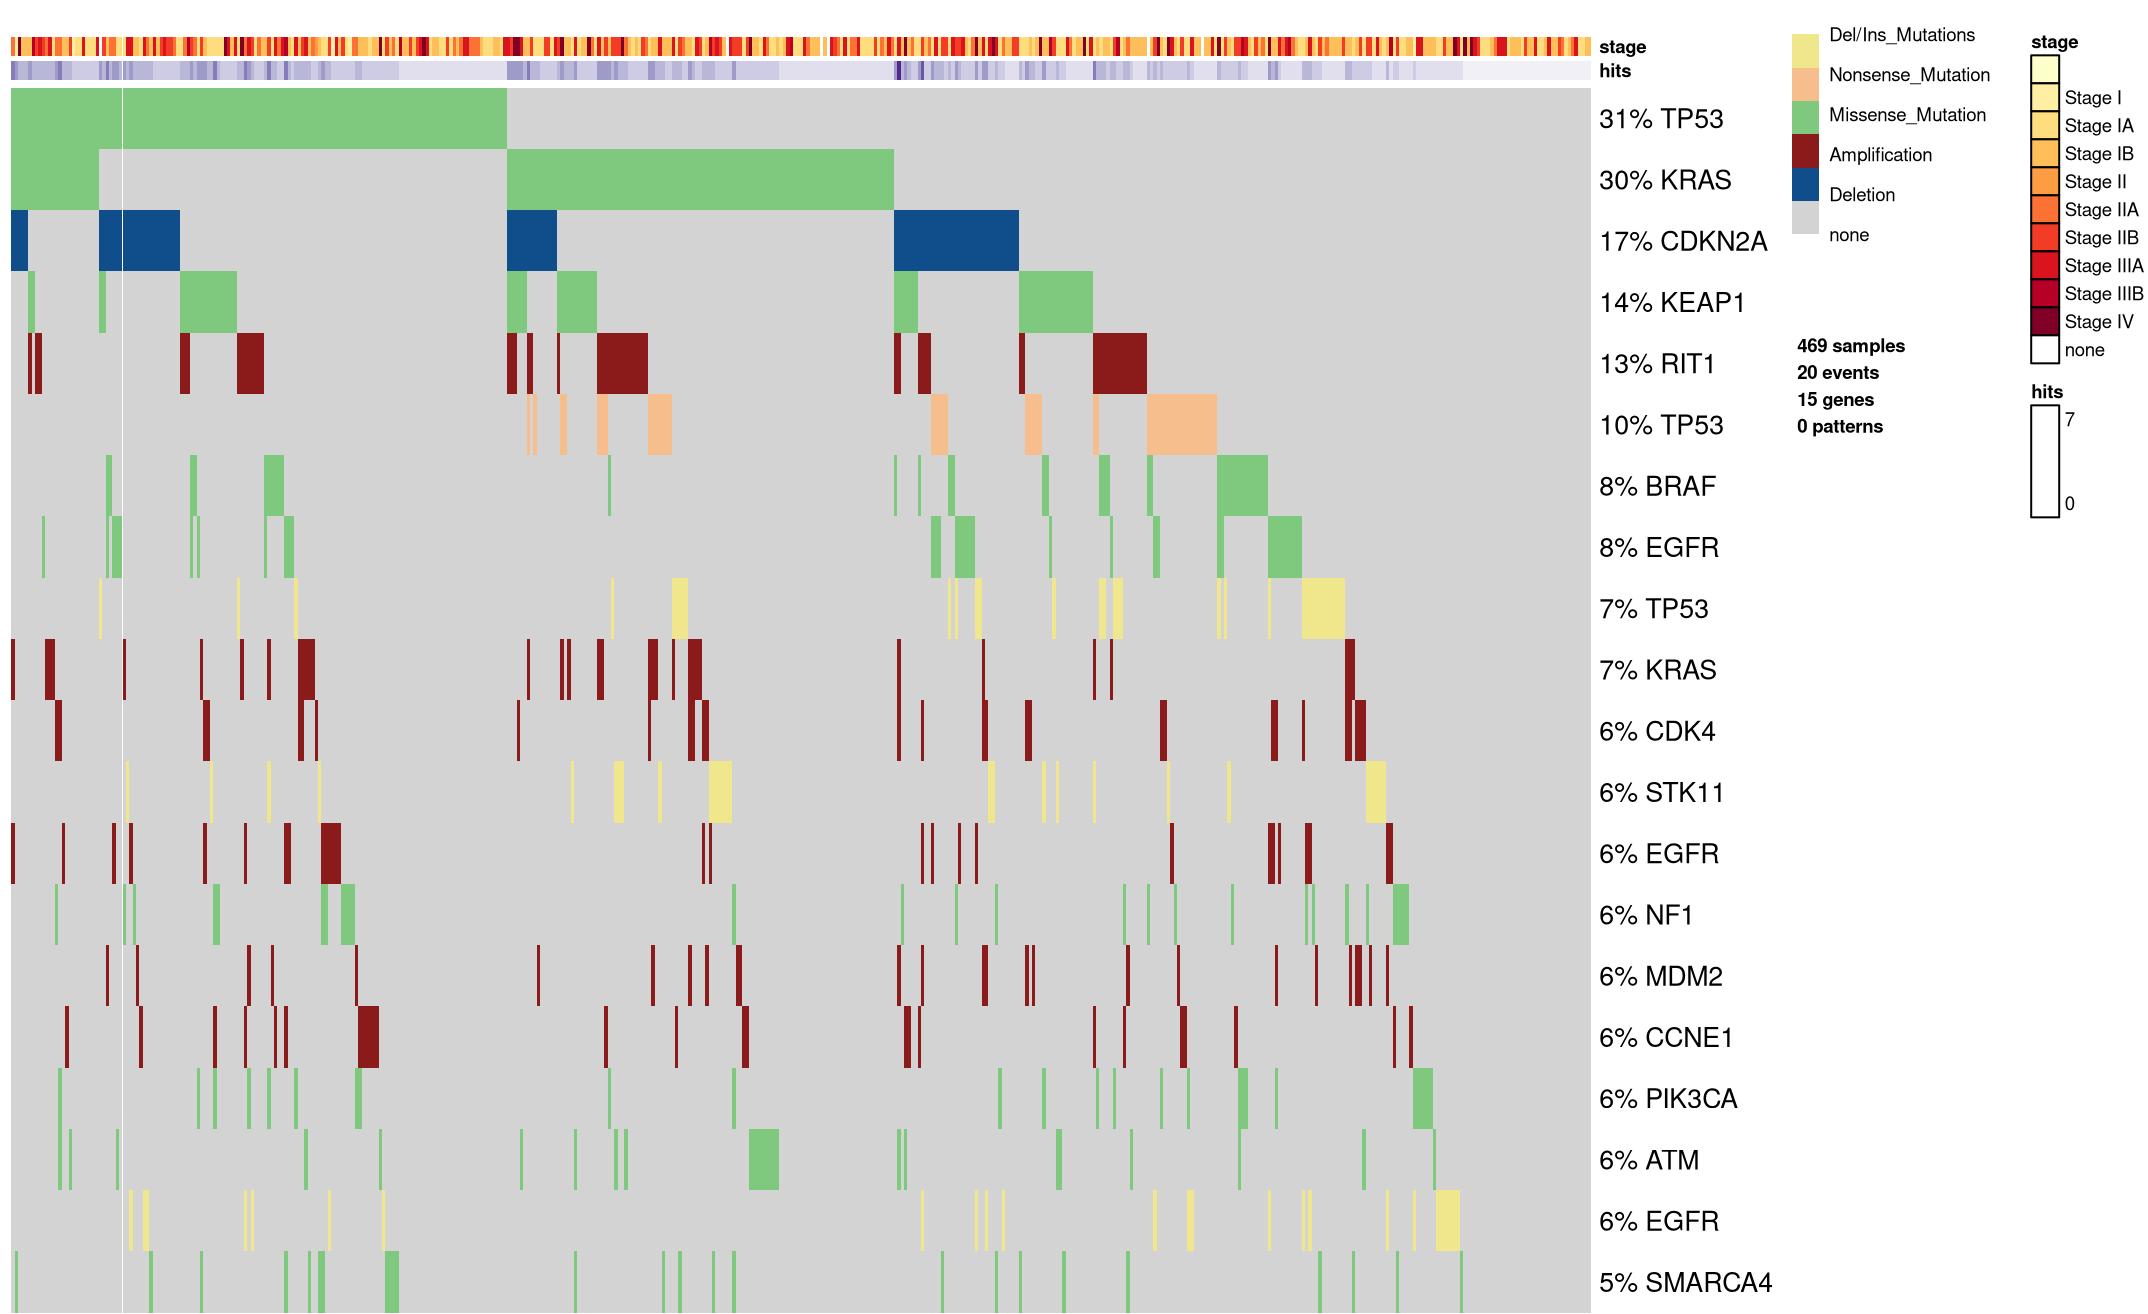 stage
hits
31% TP53
30% KRAS
17% CDKN2A
14% KEAP1
13% RIT1
10% TP53
8% BRAF
8% EGFR
7% TP53
7% KRAS
6% CDK4
6% STK11
6% EGFR
6% NF1
6% MDM2
6% CCNE1
6% PIK3CA
6% ATM
6% EGFR
5% SMARCA4
Del/Ins_Mutations
Nonsense_Mutation
Missense_Mutation
Amplification
Deletion
none
469 samples
20 events
15 genes
0 patterns
stage
Stage I
Stage IA
Stage IB
Stage II
Stage IIA
Stage IIB
Stage IIIA
Stage IIIB
Stage IV
none
hits
7
0